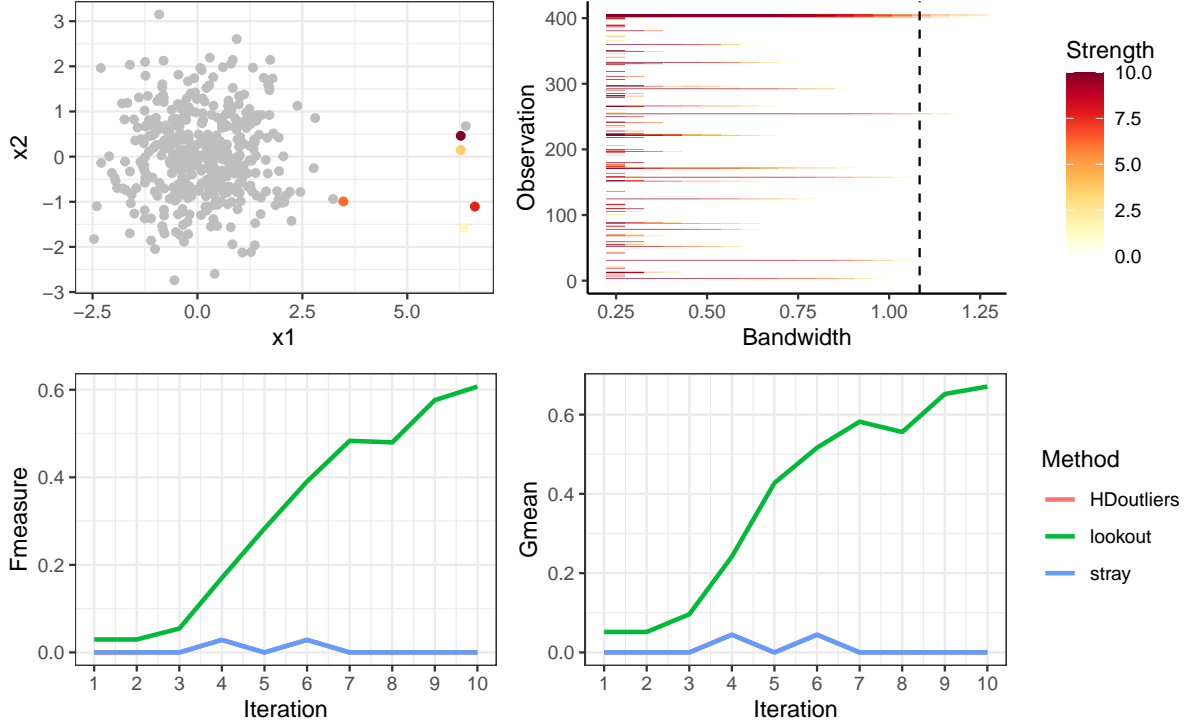 3
2
1
0
−1
−2
−3
x2
−2.5
0.0
2.5
5.0
x1
400
300
200
400
0
Observation
0.25
0.50
0.75
1.00
1.25
Bandwidth
Strength
10.0
7.5
5.0
2.5
0.0
0.6
0.4
0.2
0.0
Fmeasure
1 2 3 4 5 6 7 8 9 10
Iteration
0.6
0.4
0.2
0.0
Gmean
1 2 3 4 5 6 7 8 9 10
Iteration
Method
HDoutliers
lookout
stray